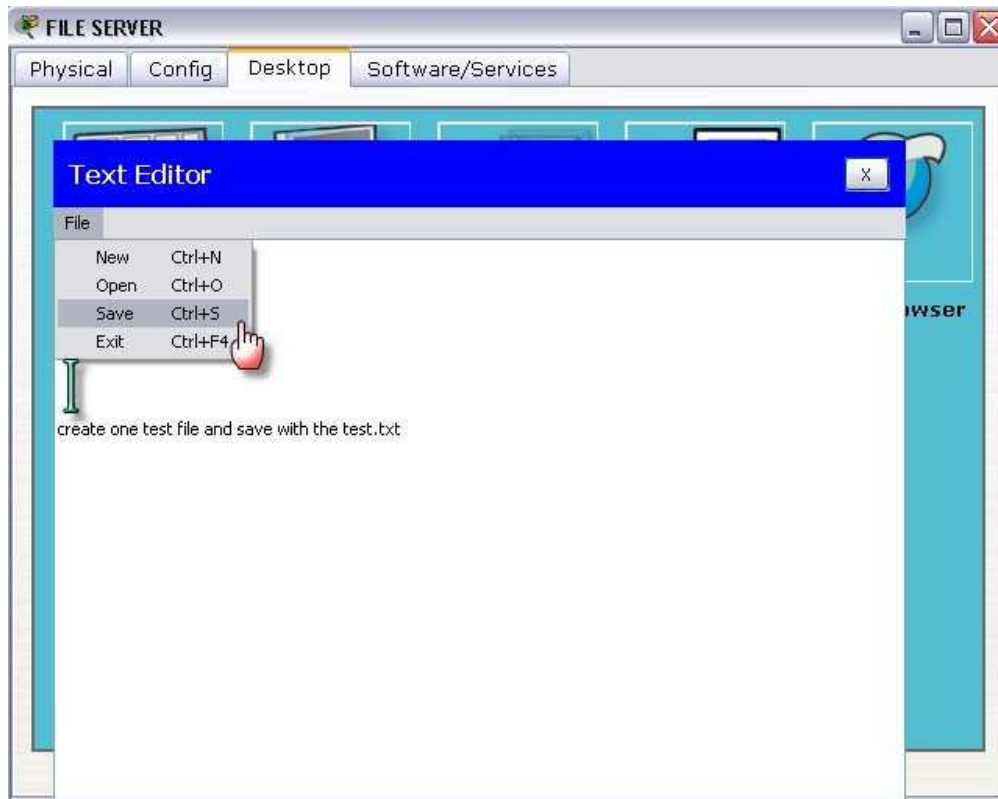 FILE SERVER
Physical Config Desktop Software/Services
Text Editor X
File
New Ctrl+N
Open Ctrl+O
Save Ctrl+S
Exit Ctrl+F4
create one test file and save with the test.txt